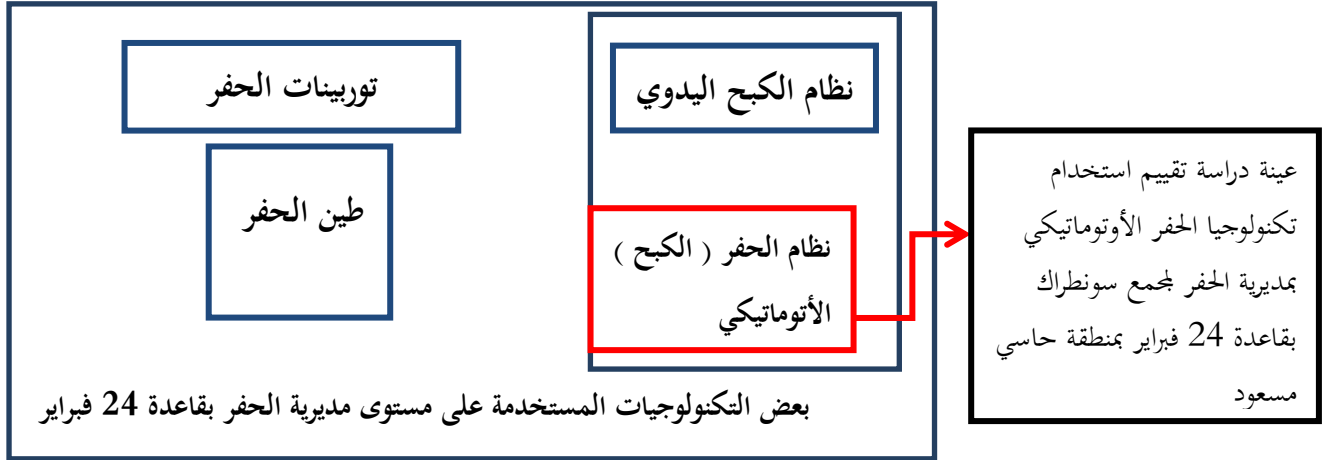 نظام الكبح اليدوي
توربينات الحفر
طين الحفر
نظام الحفر ( الكبح )
الأتوماتيكي
بعض التكنولوجيات المستخدمة على مستوى مديرية الحفر بقاعدة 24 فبراير
عينة دراسة تقييم استخدام
تكنولوجيا الحفر الأوتوماتيكي
بمديرية الحفر لمجمع سونطراك
بقاعدة 24 فبراير بمنطقة حاسي
مسعود